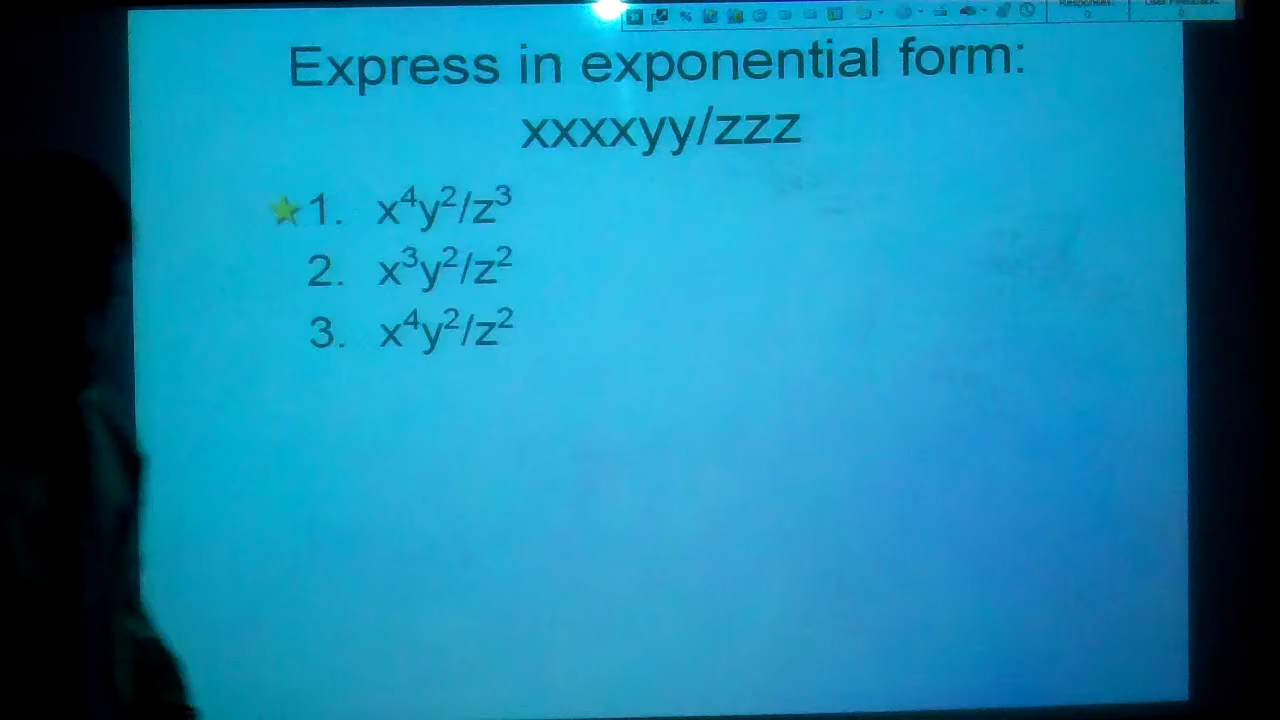 Express in exponential form:
xxxxyy/zzz
1. x⁴y²/z³
2. x³y²/z²
3. x⁴y²/z²